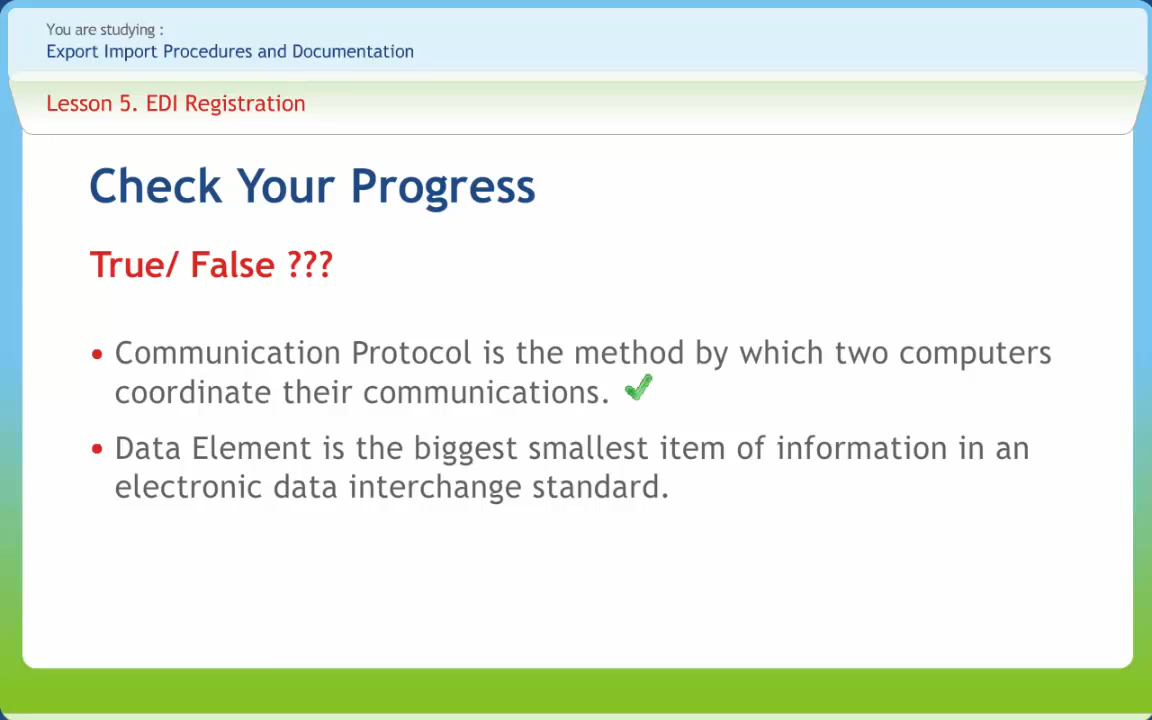 You are studying :
Export Import Procedures and Documentation
Lesson 5. EDI Registration
Check Your Progress
True/ False ???
• Communication Protocol is the method by which two computers
coordinate their communications.
• Data Element is the biggest smallest item of information in an
electronic data interchange standard.